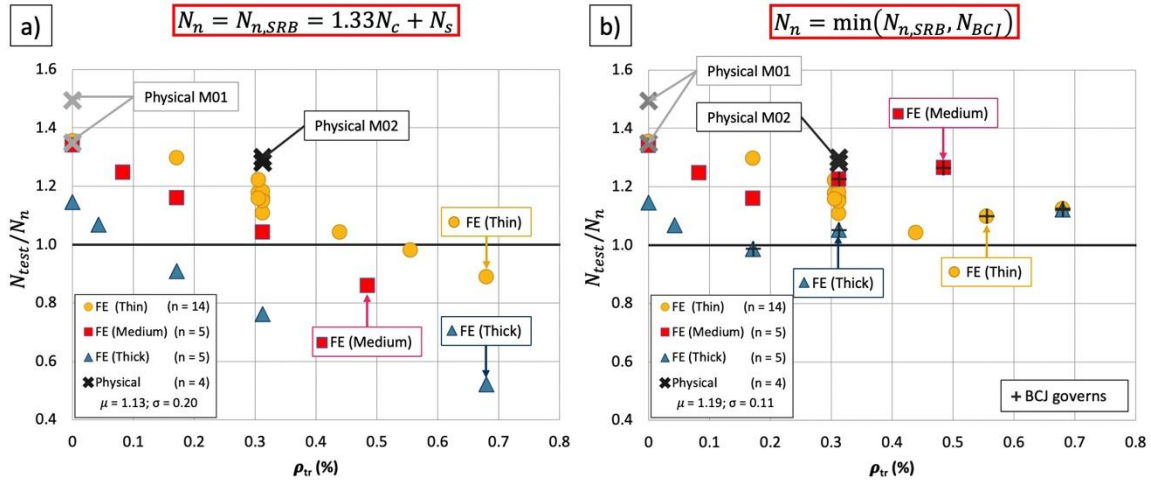 a)
N_n = N_{n,SRB} = 1.33N_c + N_s
N_test/N_n
1.6
1.4
1.2
1.0
0.8
0.6
0.4
Physical M01
Physical M02
FE (Thin)
FE (Medium)
FE (Thick)
FE (Thin) (n = 14)
FE (Medium) (n = 5)
FE (Thick) (n = 5)
Physical (n = 4)
μ = 1.13; σ = 0.20
0 0.1 0.2 0.3 0.4 0.5 0.6 0.7 0.8
ρtr (%)
b)
N_n = min(N_{n,SRB}, N_{BCJ})
N_test/N_n
1.6
1.4
1.2
1.0
0.8
0.6
0.4
Physical M01
Physical M02
FE (Medium)
FE (Thick)
FE (Thin)
FE (Thin) (n = 14)
FE (Medium) (n = 5)
FE (Thick) (n = 5)
Physical (n = 4)
μ = 1.19; σ = 0.11
+ BCJ governs
0 0.1 0.2 0.3 0.4 0.5 0.6 0.7 0.8
ρtr (%)